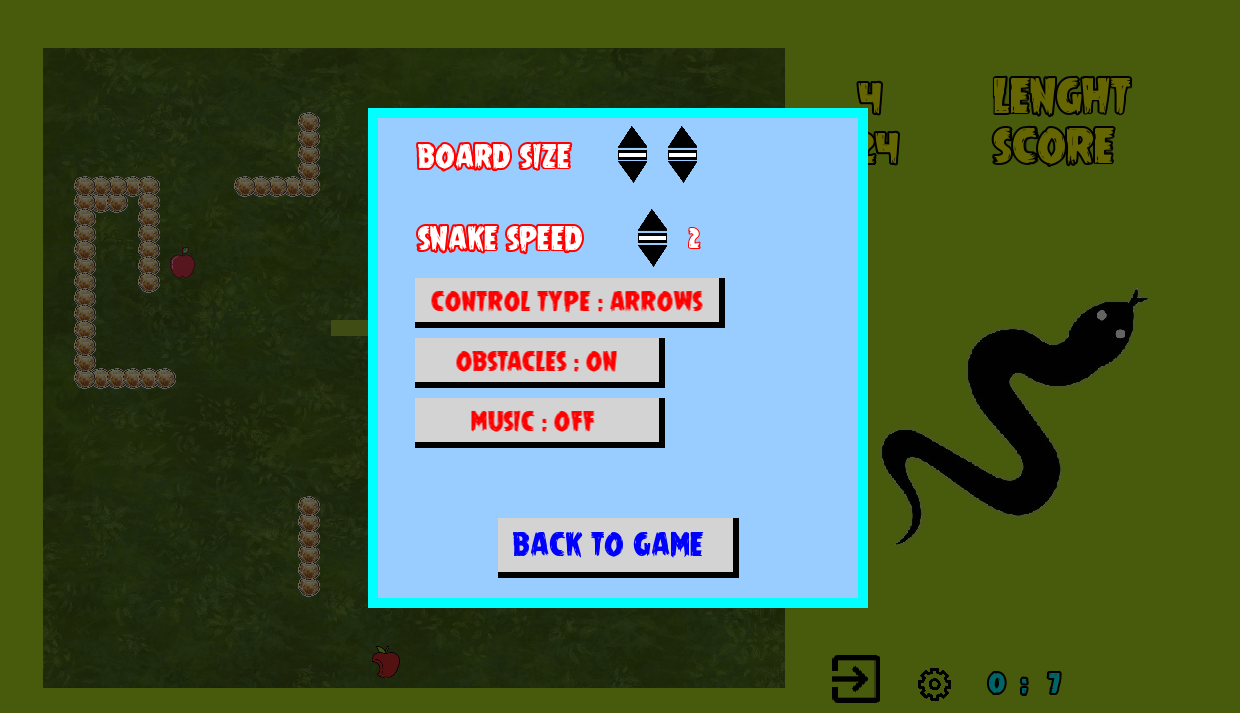 4 LENGHT
24 SCORE
BOARD SIZE
SNAKE SPEED 2
CONTROL TYPE : ARROWS
OBSTACLES : ON
MUSIC : OFF
BACK TO GAME
0 : 7